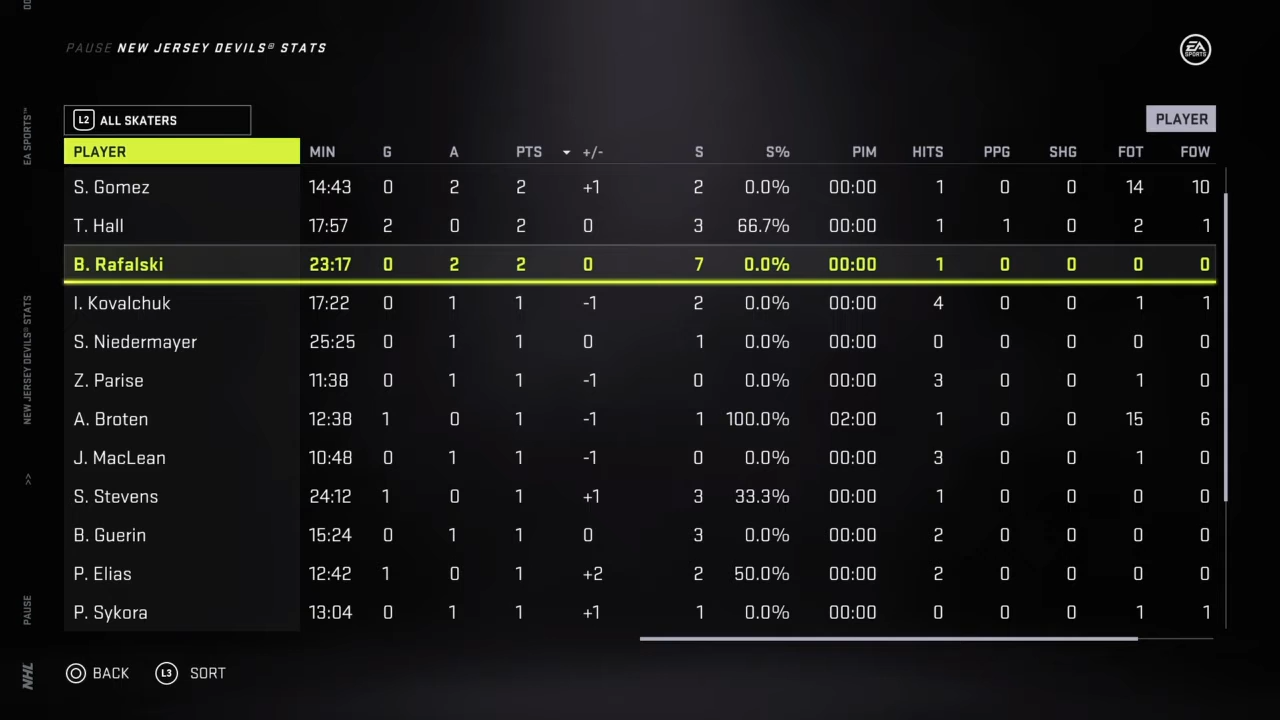 PAUSE NEW JERSEY DEVILS® STATS
EA SPORTS
L2 ALL SKATERS
PLAYER
PLAYER MIN G A PTS +/- S S% PIM HITS PPG SHG FOT FOW
S. Gomez 14:43 0 2 2 +1 2 0.0% 00:00 1 0 0 14 10
T. Hall 17:57 2 0 2 0 3 66.7% 00:00 1 1 0 2 1
B. Rafalski 23:17 0 2 2 0 7 0.0% 00:00 1 0 0 0 0
I. Kovalchuk 17:22 0 1 1 -1 2 0.0% 00:00 4 0 0 1 1
S. Niedermayer 25:25 0 1 1 0 1 0.0% 00:00 0 0 0 0 0
Z. Parise 11:38 0 1 1 -1 0 0.0% 00:00 3 0 0 1 0
A. Broten 12:38 1 0 1 -1 1 100.0% 02:00 1 0 0 15 6
J. MacLean 10:48 0 1 1 -1 0 0.0% 00:00 3 0 0 1 0
S. Stevens 24:12 1 0 1 +1 3 33.3% 00:00 1 0 0 0 0
B. Guerin 15:24 0 1 1 0 3 0.0% 00:00 2 0 0 0 0
P. Elias 12:42 1 0 1 +2 2 50.0% 00:00 2 0 0 0 0
P. Sykora 13:04 0 1 1 +1 1 0.0% 00:00 0 0 0 1 1
BACK L3 SORT
NHL PAUSE >> NEW JERSEY DEVILS® STATS EA SPORTS™